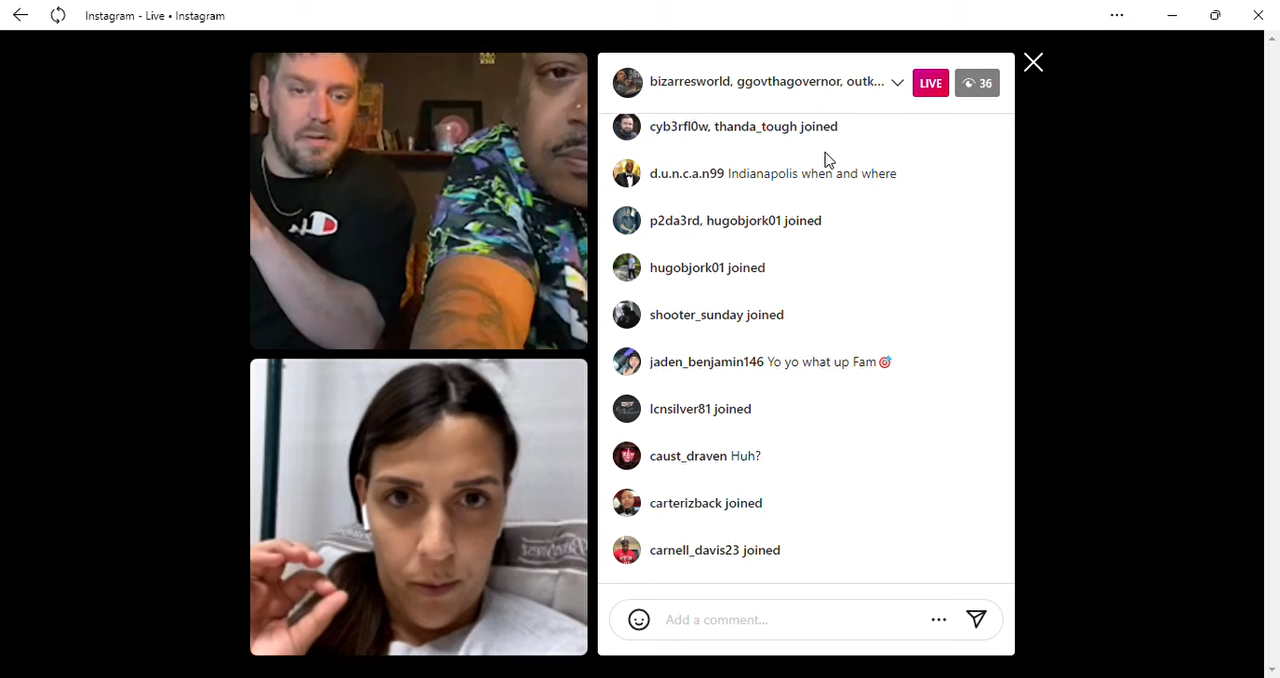 Instagram - Live • Instagram
bizarresworld, ggovthagovernor, outk...
LIVE
36
cyb3rfl0w, thanda_tough joined
d.u.n.c.a.n99 Indianapolis when and where
p2da3rd, hugobjork01 joined
hugobjork01 joined
shooter_sunday joined
jaden_benjamin146 Yo yo what up Fam🎯
lcnsilver81 joined
caust_draven Huh?
carterizback joined
carnell_davis23 joined
Add a comment...